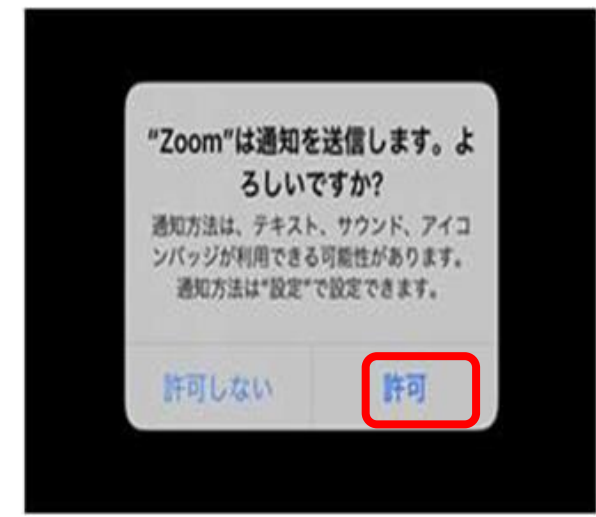 “Zoom”は通知を送信します。よ
ろしいですか?
通知方法は、テキスト、サウンド、アイコ
ンバッジが利用できる可能性があります。
通知方法は“設定”で設定できます。
許可しない
許可